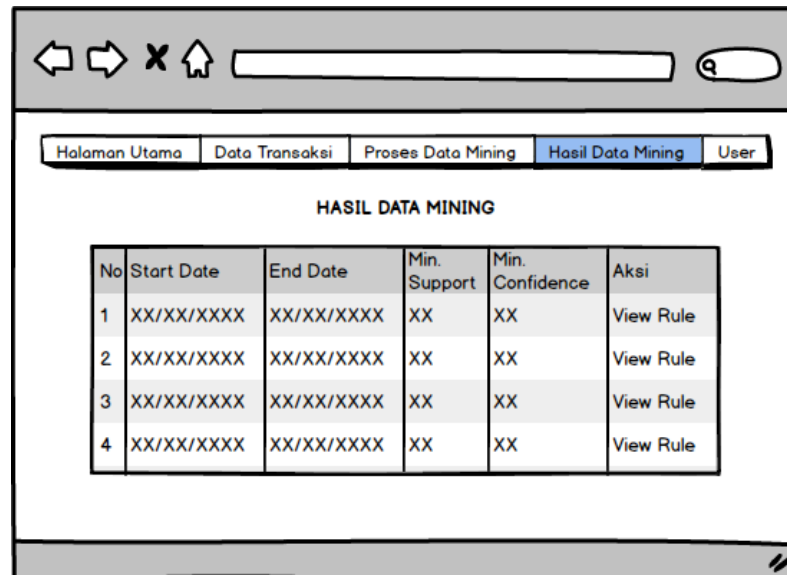 Halaman Utama Data Transaksi Proses Data Mining Hasil Data Mining User
HASIL DATA MINING
No Start Date End Date Min. Support Min. Confidence Aksi
1 XX/XX/XXXX XX/XX/XXXX XX XX View Rule
2 XX/XX/XXXX XX/XX/XXXX XX XX View Rule
3 XX/XX/XXXX XX/XX/XXXX XX XX View Rule
4 XX/XX/XXXX XX/XX/XXXX XX XX View Rule